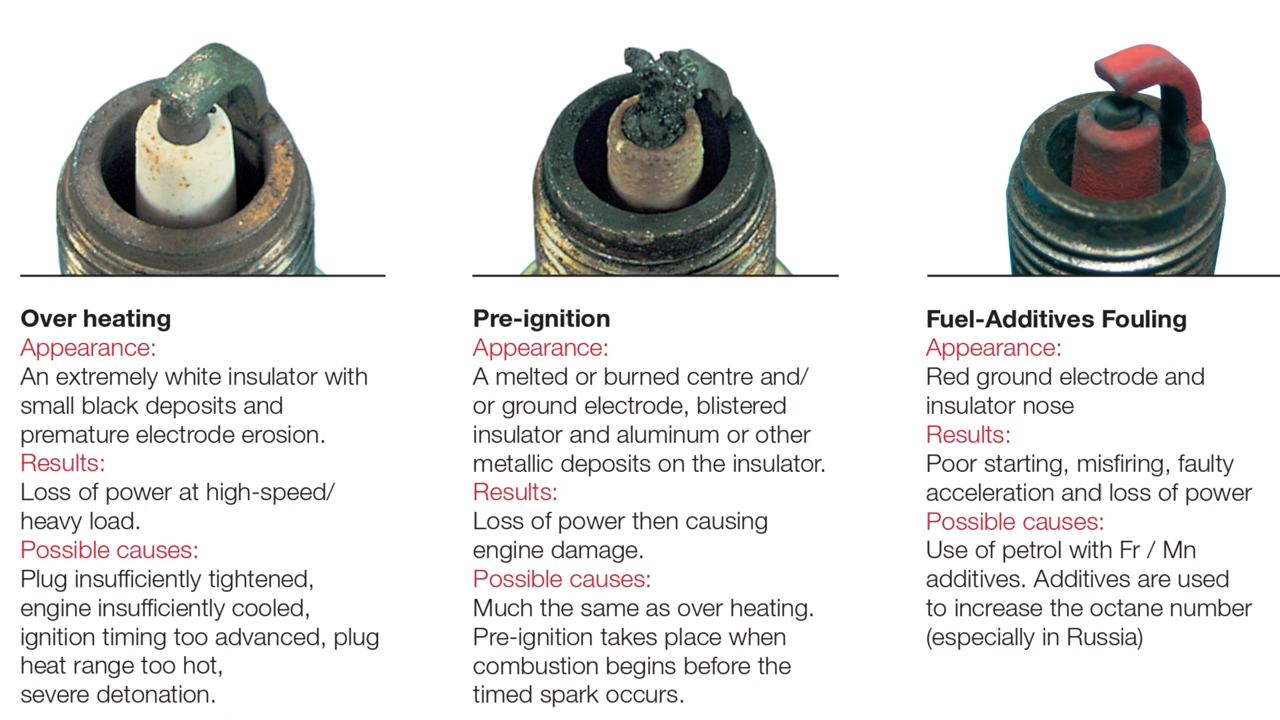 Over heating
Appearance:
An extremely white insulator with
small black deposits and
premature electrode erosion.
Results:
Loss of power at high-speed/
heavy load.
Possible causes:
Plug insufficiently tightened,
engine insufficiently cooled,
ignition timing too advanced, plug
heat range too hot,
severe detonation.
Pre-ignition
Appearance:
A melted or burned centre and/
or ground electrode, blistered
insulator and aluminum or other
metallic deposits on the insulator.
Results:
Loss of power then causing
engine damage.
Possible causes:
Much the same as over heating.
Pre-ignition takes place when
combustion begins before the
timed spark occurs.
Fuel-Additives Fouling
Appearance:
Red ground electrode and
insulator nose
Results:
Poor starting, misfiring, faulty
acceleration and loss of power
Possible causes:
Use of petrol with Fr / Mn
additives. Additives are used
to increase the octane number
(especially in Russia)